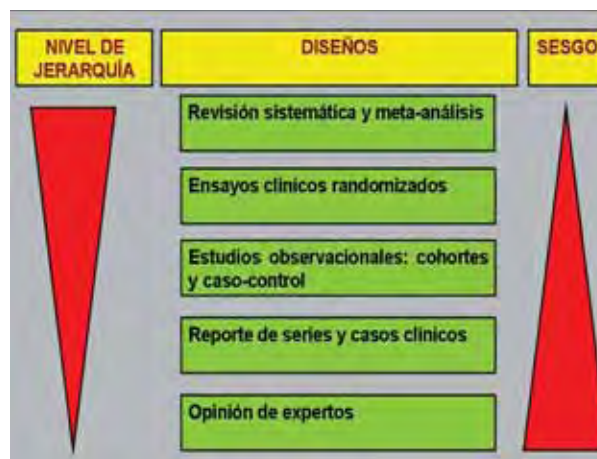 NIVEL DE
JERARQUÍA
DISEÑOS
SESGO
Revisión sistemática y meta-análisis
Ensayos clínicos randomizados
Estudios observacionales: cohortes
y caso-control
Reporte de series y casos clínicos
Opinión de expertos